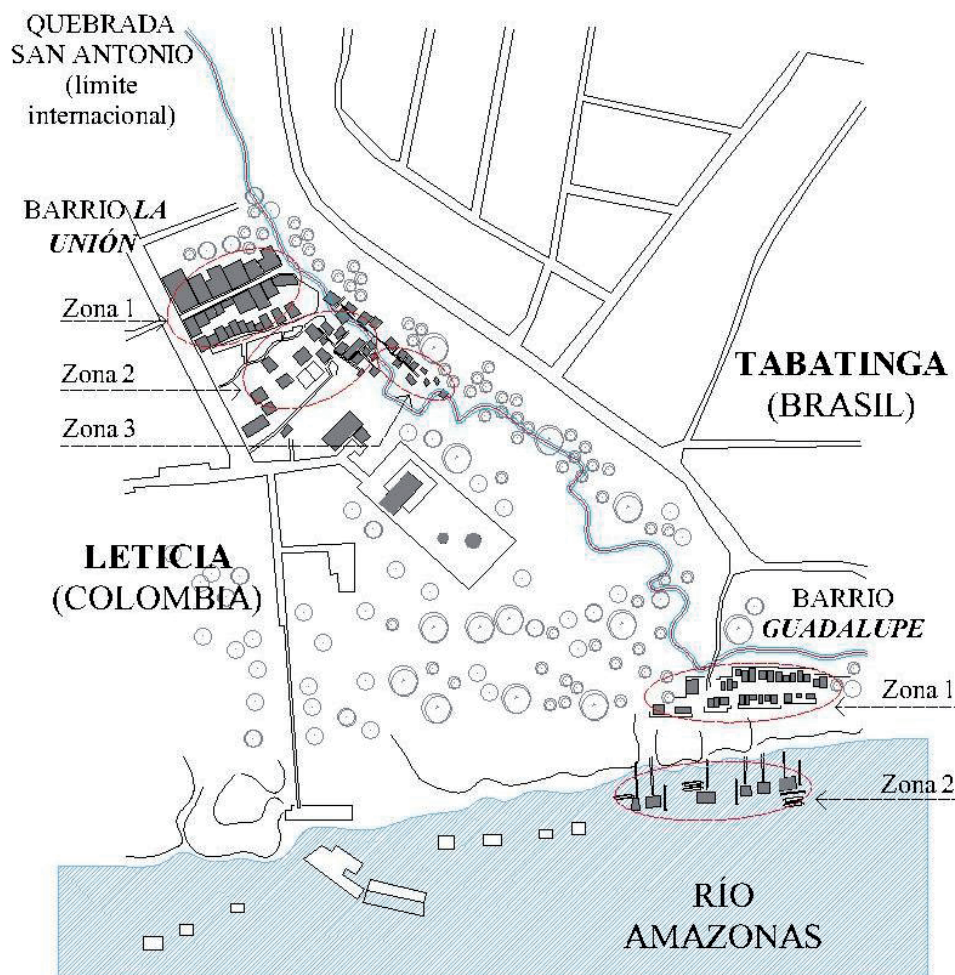 QUEBRADA
SAN ANTONIO
(límite
internacional)
BARRIO LA
UNIÓN
Zona 1
Zona 2
Zona 3
TABATINGA
(BRASIL)
LETICIA
(COLOMBIA)
BARRIO
GUADALUPE
Zona 1
Zona 2
RÍO
AMAZONAS